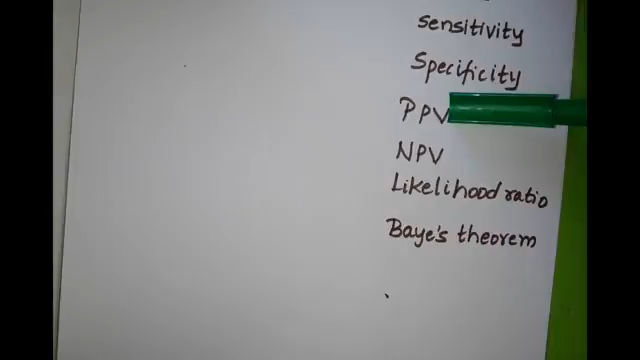 sensitivity
Specificity
PPV
NPV
Likelihood ratio
Baye's theorem